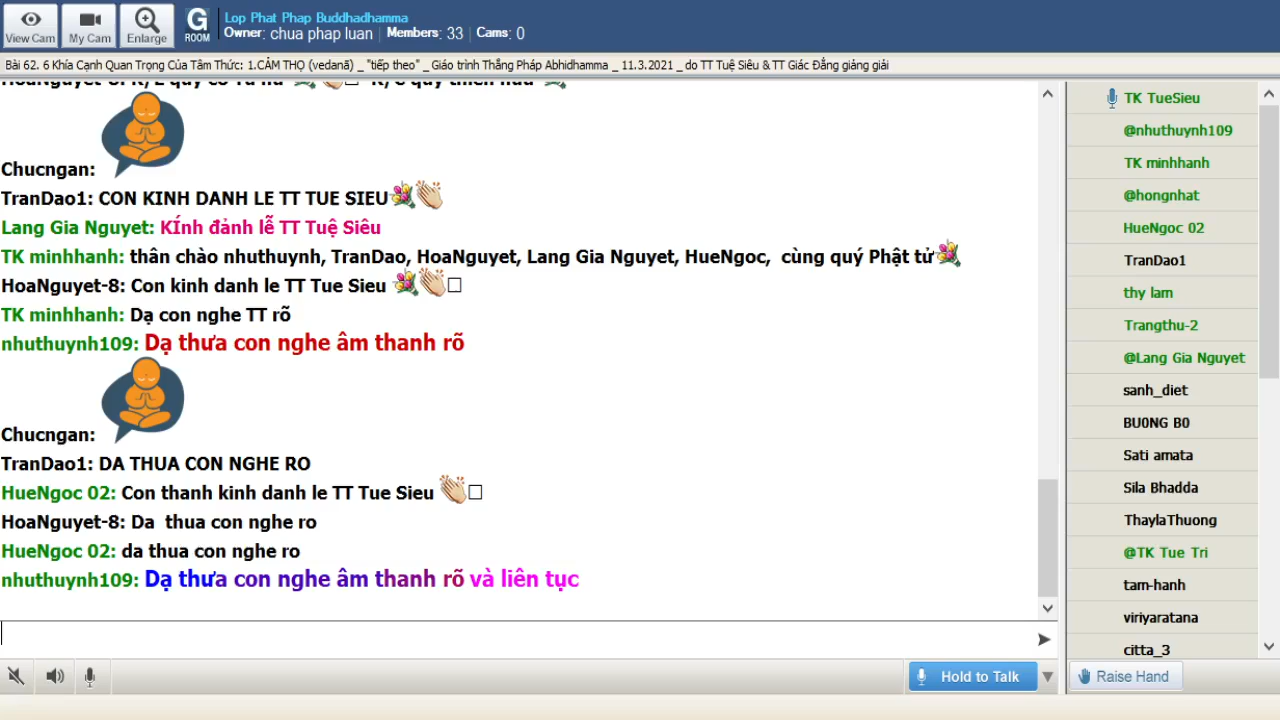 View Cam
My Cam
Enlarge
G
ROOM
Lop Phat Phap Buddhadhamma
Owner: chua phap luan | Members: 33 | Cams: 0
Bài 62. 6 Khía Cạnh Quan Trọng Của Tâm Thức: 1.CẢM THỌ (vedanā) _ "tiếp theo" _ Giáo trình Thắng Pháp Abhidhamma _ 11.3.2021 _ do TT Tuệ Siêu & TT Giác Đẳng giảng giải
Chucngan:
TranDao1: CON KINH DANH LE TT TUE SIEU
Lang Gia Nguyet: KÍnh đảnh lễ TT Tuệ Siêu
TK minhhanh: thân chào nhuthuynh, TranDao, HoaNguyet, Lang Gia Nguyet, HueNgoc, cùng quý Phật tử
HoaNguyet-8: Con kinh danh le TT Tue Sieu
TK minhhanh: Dạ con nghe TT rõ
nhuthuynh109: Dạ thưa con nghe âm thanh rõ
Chucngan:
TranDao1: DA THUA CON NGHE RO
HueNgoc 02: Con thanh kinh danh le TT Tue Sieu
HoaNguyet-8: Da thua con nghe ro
HueNgoc 02: da thua con nghe ro
nhuthuynh109: Dạ thưa con nghe âm thanh rõ và liên tục
Hold to Talk
TK TueSieu
@nhuthuynh109
TK minhhanh
@hongnhat
HueNgoc 02
TranDao1
thy lam
Trangthu-2
@Lang Gia Nguyet
sanh_diet
BU0NG B0
Sati amata
Sila Bhadda
ThaylaThuong
@TK Tue Tri
tam-hanh
viriyaratana
citta_3
Raise Hand